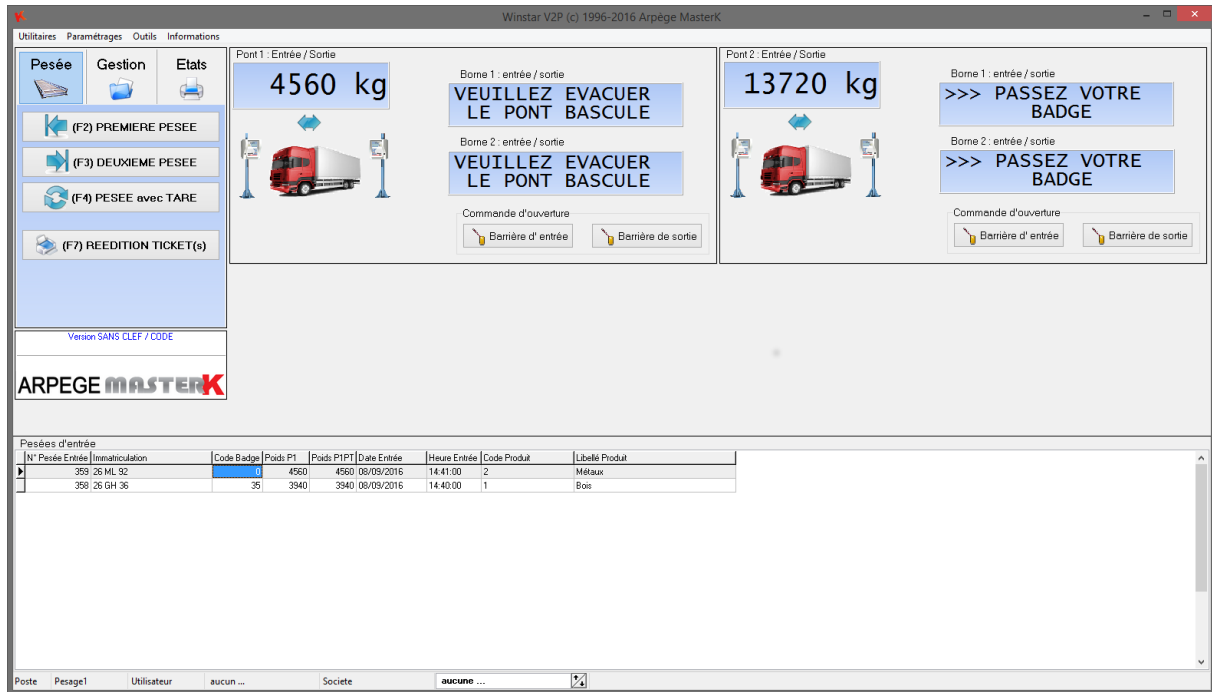 Winstar V2P (c) 1996-2016 Arpège MasterK
Utilitaires Paramétrages Outils Informations
Pesée Gestion Etats
(F2) PREMIERE PESEE
(F3) DEUXIEME PESEE
(F4) PESEE avec TARE
(F7) REEDITION TICKET(s)
Version SANS CLEF / CODE
ARPEGE MASTERK
Pont 1 : Entrée / Sortie
4560 kg
Borne 1 : entrée / sortie
VEUILLEZ EVACUER
LE PONT BASCULE
Borne 2 : entrée / sortie
VEUILLEZ EVACUER
LE PONT BASCULE
Commande d'ouverture
Barrière d' entrée Barrière de sortie
Pont 2 : Entrée / Sortie
13720 kg
Borne 1 : entrée / sortie
>>> PASSEZ VOTRE
BADGE
Borne 2 : entrée / sortie
>>> PASSEZ VOTRE
BADGE
Commande d'ouverture
Barrière d' entrée Barrière de sortie
Pesées d'entrée
N° Pesée Entrée Immatriculation Code Badge Poids P1 Poids P1PT Date Entrée Heure Entrée Code Produit Libellé Produit
359 26 ML 92 0 4560 4560 08/09/2016 14:41:00 2 Métaux
358 26 GH 36 35 3940 3940 08/09/2016 14:40:00 1 Bois
Poste Pesage1 Utilisateur aucun ... Societe aucune ...